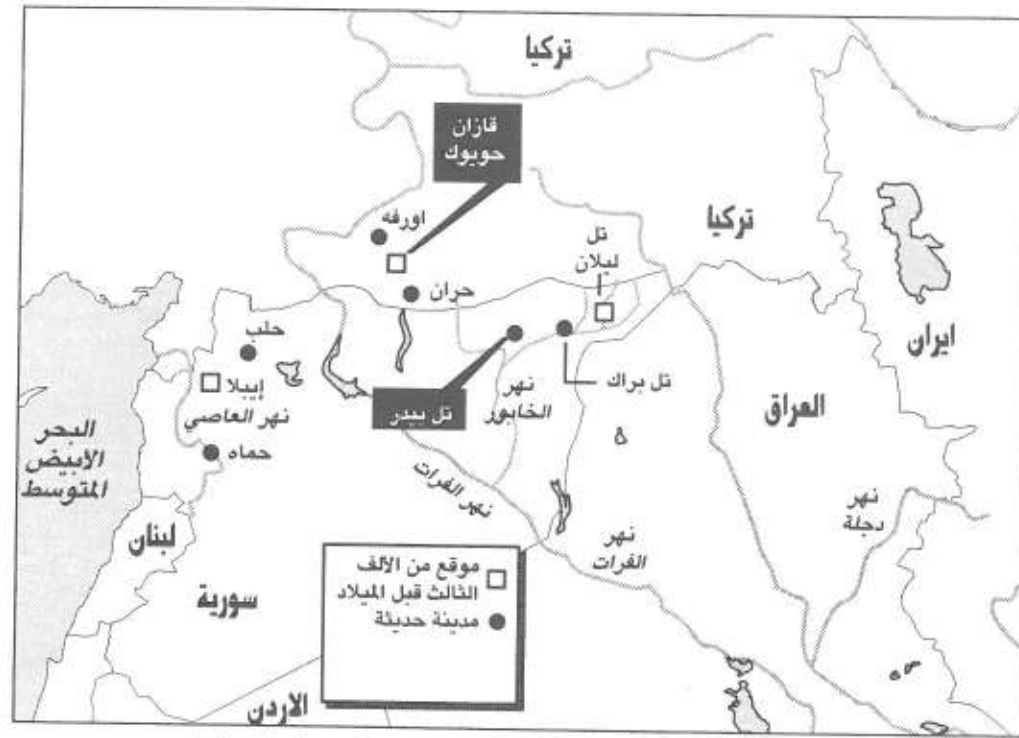 تركيا
قازان
حويوك
اورفه
تركيا
تل
ليلان
حران
ايران
حلب
إيبلا
تل براك
نهر
الخابور
تل بيدر
نهر العاصي
العراق
البحر
الأبيض
المتوسط
حماه
نهر الفرات
نهر
دجلة
لبنان
نهر
الفرات
موقع من الألف
الثالث قبل الميلاد
مدينة حديثة
سورية
الاردن